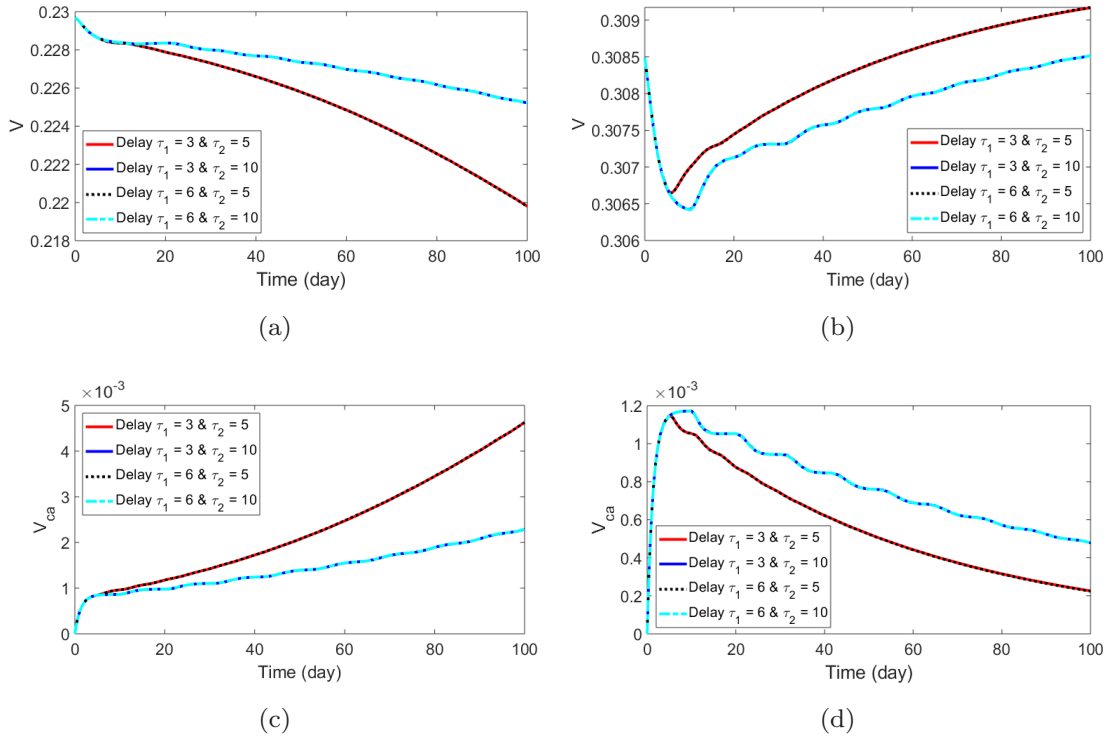 0.23
0.228
0.226
0.224
0.222
0.22
0.218
V
Delay τ1 = 3 & τ2 = 5
Delay τ1 = 3 & τ2 = 10
Delay τ1 = 6 & τ2 = 5
Delay τ1 = 6 & τ2 = 10
0 20 40 60 80 100
Time (day)
(a)
0.309
0.3085
0.308
0.3075
0.307
0.3065
0.306
V
Delay τ1 = 3 & τ2 = 5
Delay τ1 = 3 & τ2 = 10
Delay τ1 = 6 & τ2 = 5
Delay τ1 = 6 & τ2 = 10
0 20 40 60 80 100
Time (day)
(b)
×10-3
5
4
3
2
1
0
Vca
Delay τ1 = 3 & τ2 = 5
Delay τ1 = 3 & τ2 = 10
Delay τ1 = 6 & τ2 = 5
Delay τ1 = 6 & τ2 = 10
0 20 40 60 80 100
Time (day)
(c)
×10-3
1.2
1
0.8
0.6
0.4
0.2
0
Vca
Delay τ1 = 3 & τ2 = 5
Delay τ1 = 3 & τ2 = 10
Delay τ1 = 6 & τ2 = 5
Delay τ1 = 6 & τ2 = 10
0 20 40 60 80 100
Time (day)
(d)